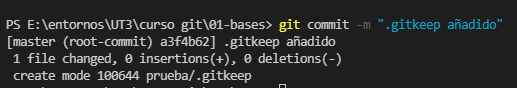 PS E:\entornos\UT3\curso git\01-bases> git commit -m ".gitkeep añadido"
[master (root-commit) a3f4b62] .gitkeep añadido
 1 file changed, 0 insertions(+), 0 deletions(-)
 create mode 100644 prueba/.gitkeep